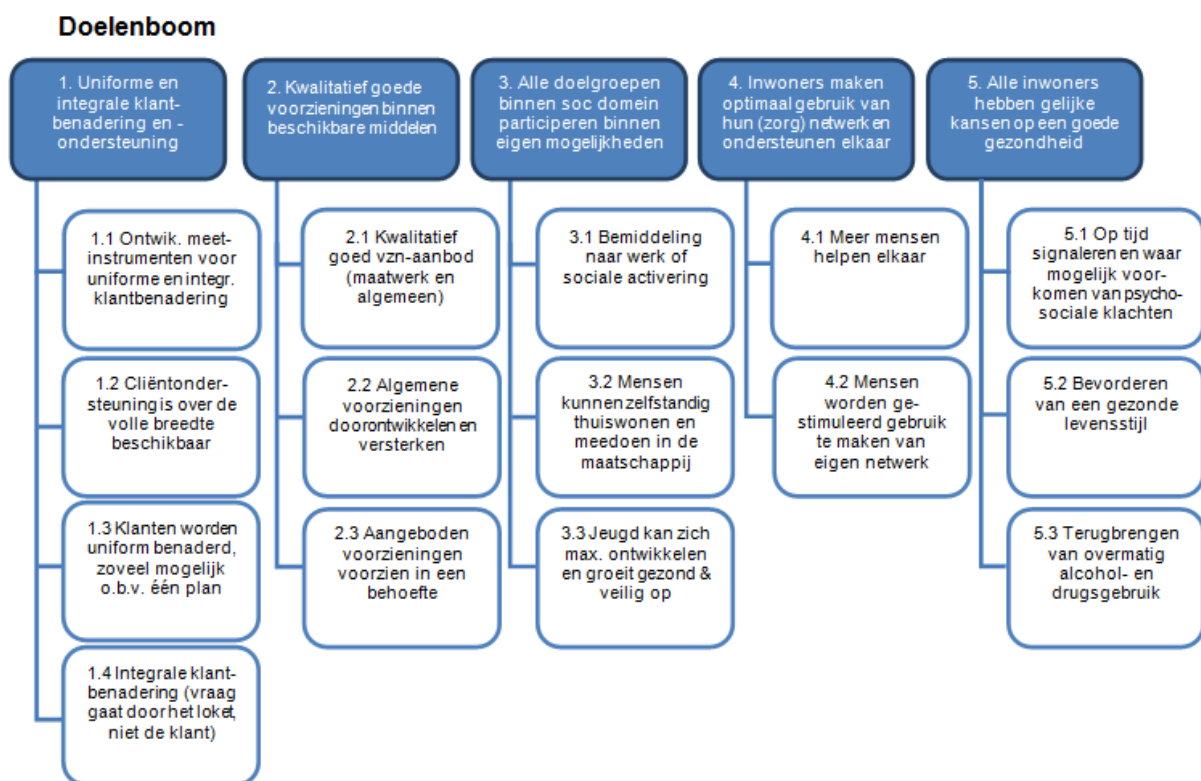 Doelenboom
1. Uniforme en
integrale klant-
benadering en -
ondersteuning
2. Kwalitatief goede
voorzieningen binnen
beschikbare middelen
3. Alle doelgroepen
binnen soc domein
participeren binnen
eigen mogelijkheden
4. Inwoners maken
optimaal gebruik van
hun (zorg) netwerk en
ondersteunen elkaar
5. Alle inwoners
hebben gelijke
kansen op een goede
gezondheid
1.1 Ontwik. meet-
instrumenten voor
uniforme en integr.
klantbenadering
1.2 Cliëntonder-
steuning is over de
volle breedte
beschikbaar
1.3 Klanten worden
uniform benaderd,
zoveel mogelijk
o.b.v. één plan
1.4 Integrale klant-
benadering (vraag
gaat door het loket,
niet de klant)
2.1 Kwalitatief
goed vzn-aanbod
(maatwerk en
algemeen)
2.2 Algemene
voorzieningen
doorontwikkelen en
versterken
2.3 Aangeboden
voorzieningen
voorzien in een
behoefte
3.1 Bemiddeling
naar werk of
sociale activering
3.2 Mensen
kunnen zelfstandig
thuiswonen en
meedoen in de
maatschappij
3.3 Jeugd kan zich
max. ontwikkelen
en groeit gezond &
veilig op
4.1 Meer mensen
helpen elkaar
4.2 Mensen
worden ge-
stimuleerd gebruik
te maken van
eigen netwerk
5.1 Op tijd
signaleren en waar
mogelijk voor-
komen van psycho-
sociale klachten
5.2 Bevorderen
van een gezonde
levensstijl
5.3 Terugbrengen
van overmatig
alcohol- en
drugsgebruik